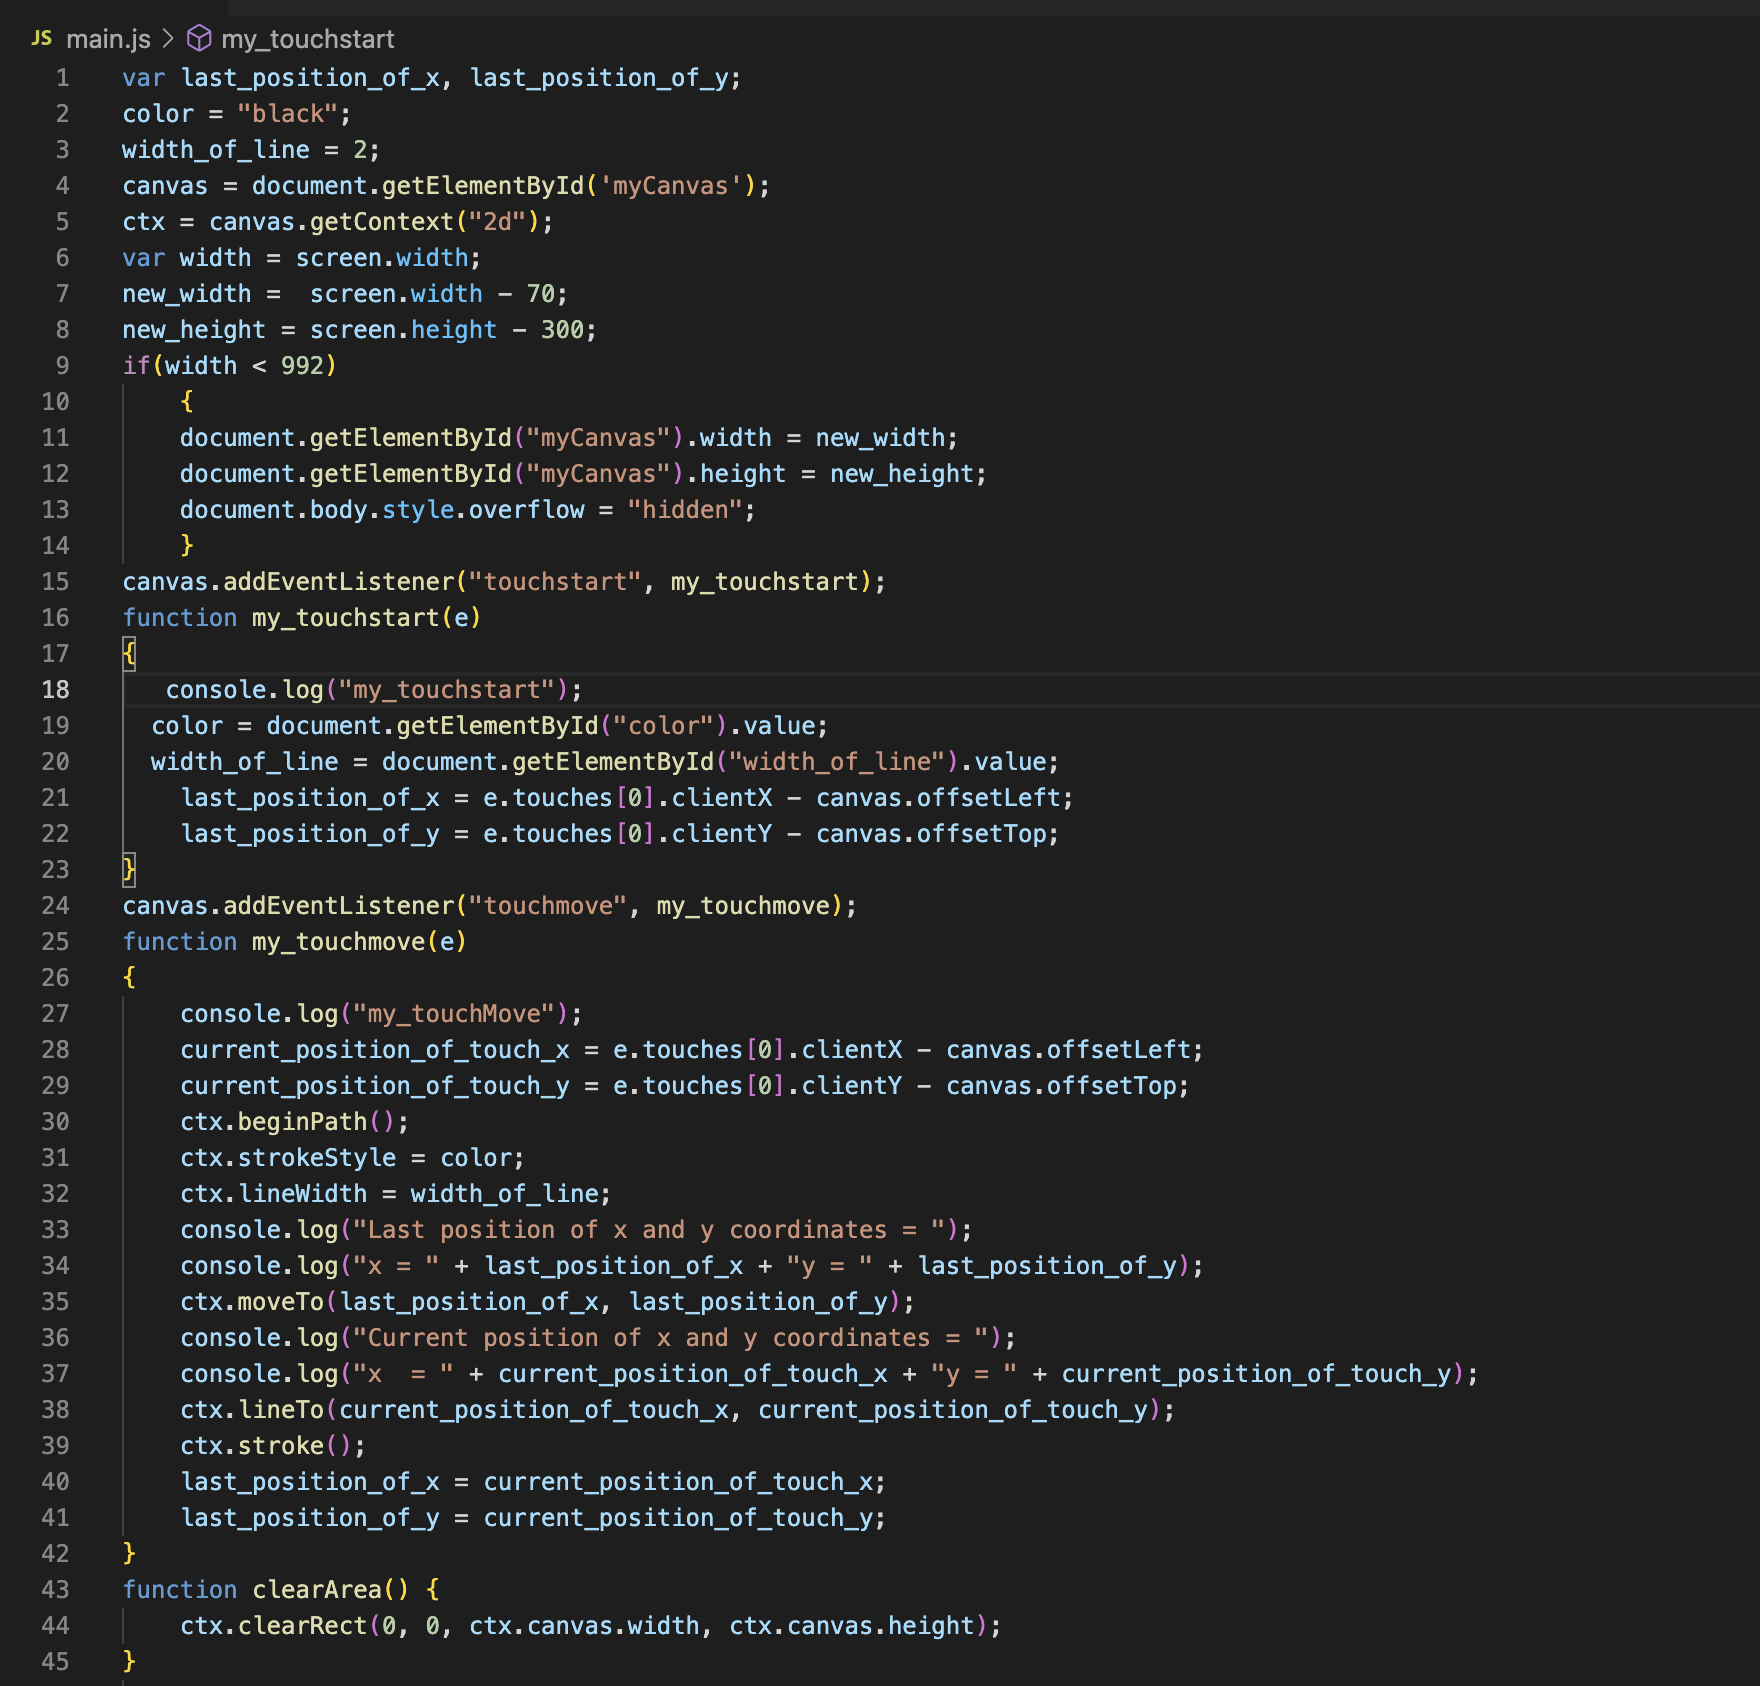 JS main.js > my_touchstart
1 var last_position_of_x, last_position_of_y;
2 color = "black";
3 width_of_line = 2;
4 canvas = document.getElementById('myCanvas');
5 ctx = canvas.getContext("2d");
6 var width = screen.width;
7 new_width =  screen.width - 70;
8 new_height = screen.height - 300;
9 if(width < 992)
10     {
11     document.getElementById("myCanvas").width = new_width;
12     document.getElementById("myCanvas").height = new_height;
13     document.body.style.overflow = "hidden";
14     }
15 canvas.addEventListener("touchstart", my_touchstart);
16 function my_touchstart(e)
17 {
18    console.log("my_touchstart");
19   color = document.getElementById("color").value;
20   width_of_line = document.getElementById("width_of_line").value;
21     last_position_of_x = e.touches[0].clientX - canvas.offsetLeft;
22     last_position_of_y = e.touches[0].clientY - canvas.offsetTop;
23 }
24 canvas.addEventListener("touchmove", my_touchmove);
25 function my_touchmove(e)
26 {
27     console.log("my_touchMove");
28     current_position_of_touch_x = e.touches[0].clientX - canvas.offsetLeft;
29     current_position_of_touch_y = e.touches[0].clientY - canvas.offsetTop;
30     ctx.beginPath();
31     ctx.strokeStyle = color;
32     ctx.lineWidth = width_of_line;
33     console.log("Last position of x and y coordinates = ");
34     console.log("x = " + last_position_of_x + "y = " + last_position_of_y);
35     ctx.moveTo(last_position_of_x, last_position_of_y);
36     console.log("Current position of x and y coordinates = ");
37     console.log("x  = " + current_position_of_touch_x + "y = " + current_position_of_touch_y);
38     ctx.lineTo(current_position_of_touch_x, current_position_of_touch_y);
39     ctx.stroke();
40     last_position_of_x = current_position_of_touch_x;
41     last_position_of_y = current_position_of_touch_y;
42 }
43 function clearArea() {
44     ctx.clearRect(0, 0, ctx.canvas.width, ctx.canvas.height);
45 }